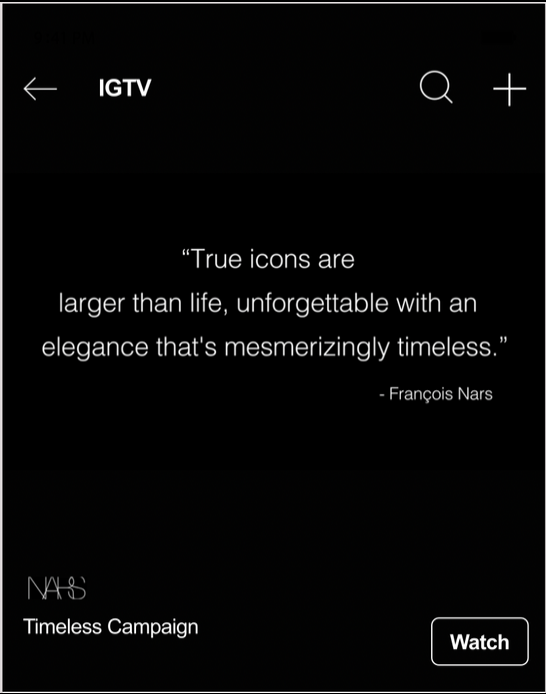 IGTV
“True icons are
larger than life, unforgettable with an
elegance that's mesmerizingly timeless.”
- François Nars
NARS
Timeless Campaign
Watch